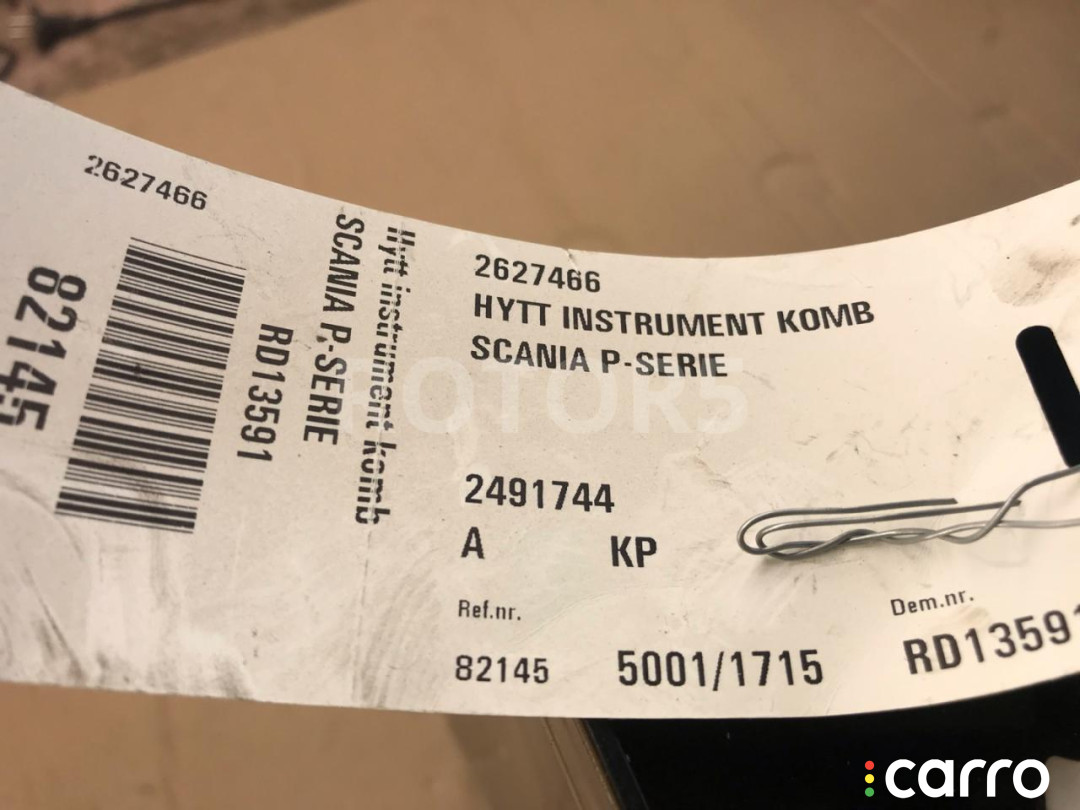 2627466
82145
RD13591
SCANIA P-SERIE
Hytt instrument komb
2627466
HYTT INSTRUMENT KOMB
SCANIA P-SERIE
ROTORS
2491744
A KP
Ref.nr.
Dem.nr.
82145 5001/1715 RD13591
carro